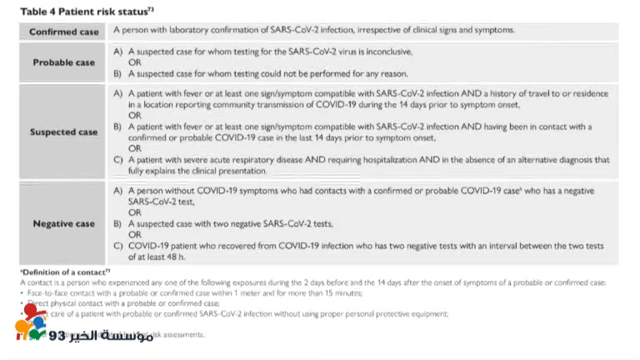 Table 4 Patient risk status⁷³
Confirmed case
A person with laboratory confirmation of SARS-CoV-2 infection, irrespective of clinical signs and symptoms.
Probable case
A) A suspected case for whom testing for the SARS-CoV-2 virus is inconclusive,
OR
B) A suspected case for whom testing could not be performed for any reason.
Suspected case
A) A patient with fever or at least one sign/symptom compatible with SARS-CoV-2 infection AND a history of travel to or residence
in a location reporting community transmission of COVID-19 during the 14 days prior to symptom onset,
OR
B) A patient with fever or at least one sign/symptom compatible with SARS-CoV-2 infection AND having been in contact with a
confirmed or probable COVID-19 case in the last 14 days prior to symptom onset,
OR
C) A patient with severe acute respiratory disease AND requiring hospitalization AND in the absence of an alternative diagnosis that
fully explains the clinical presentation.
Negative case
A) A person without COVID-19 symptoms who had contacts with a confirmed or probable COVID-19 case who has a negative
SARS-CoV-2 test,
OR
B) A suspected case with two negative SARS-CoV-2 tests,
OR
C) COVID-19 patient who recovered from COVID-19 infection who has two negative tests with an interval between the two tests
of at least 48 h.
Definition of a contact⁷³
A contact is a person who experienced any one of the following exposures during the 2 days before and the 14 days after the onset of symptoms of a probable or confirmed case:
• Face-to-face contact with a probable or confirmed case within 1 meter and for more than 15 minutes;
• Direct physical contact with a probable or confirmed case;
care of a patient with probable or confirmed SARS-CoV-2 infection without using proper personal protective equipment;
risk assessments.
مؤسسة الخير 93